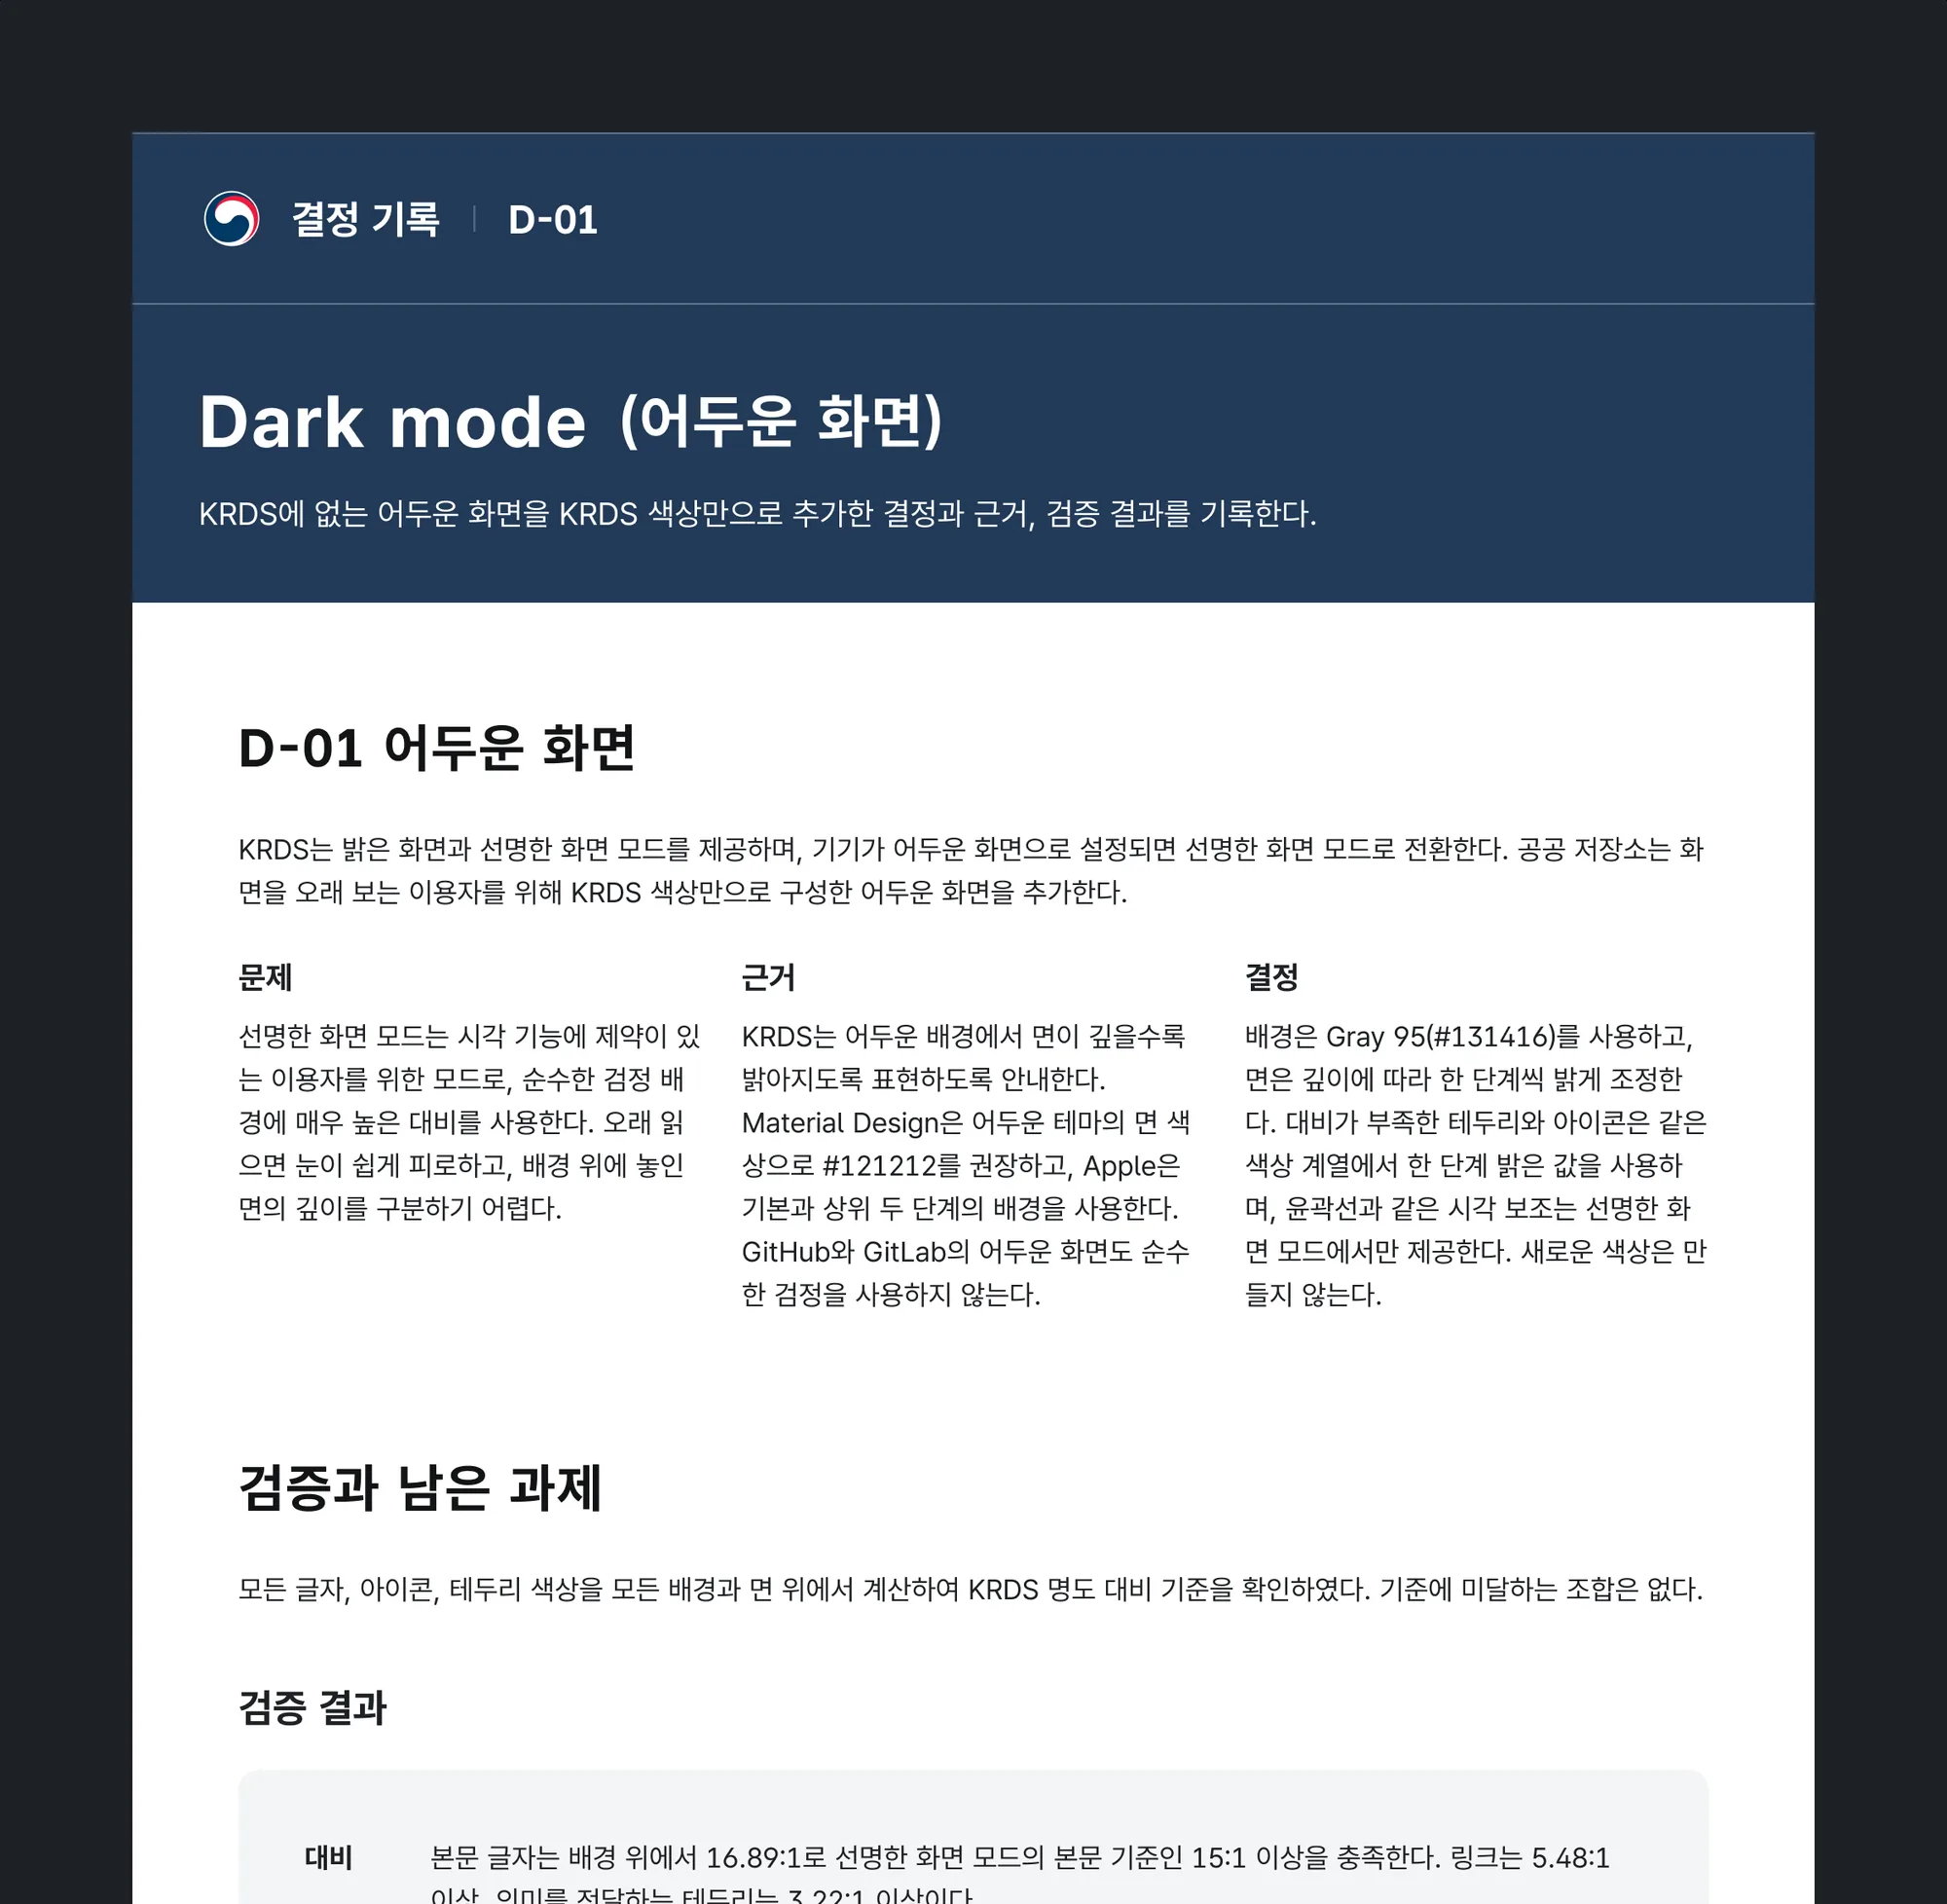 결정 기록 | D-01
Dark mode (어두운 화면)
KRDS에 없는 어두운 화면을 KRDS 색상만으로 추가한 결정과 근거, 검증 결과를 기록한다.
D-01 어두운 화면
KRDS는 밝은 화면과 선명한 화면 모드를 제공하며, 기기가 어두운 화면으로 설정되면 선명한 화면 모드로 전환한다. 공공 저장소는 화
면을 오래 보는 이용자를 위해 KRDS 색상만으로 구성한 어두운 화면을 추가한다.
문제
선명한 화면 모드는 시각 기능에 제약이 있
는 이용자를 위한 모드로, 순수한 검정 배
경에 매우 높은 대비를 사용한다. 오래 읽
으면 눈이 쉽게 피로하고, 배경 위에 놓인
면의 깊이를 구분하기 어렵다.
근거
KRDS는 어두운 배경에서 면이 깊을수록
밝아지도록 표현하도록 안내한다.
Material Design은 어두운 테마의 면 색
상으로 #121212를 권장하고, Apple은
기본과 상위 두 단계의 배경을 사용한다.
GitHub와 GitLab의 어두운 화면도 순수
한 검정을 사용하지 않는다.
결정
배경은 Gray 95(#131416)를 사용하고,
면은 깊이에 따라 한 단계씩 밝게 조정한
다. 대비가 부족한 테두리와 아이콘은 같은
색상 계열에서 한 단계 밝은 값을 사용하
며, 윤곽선과 같은 시각 보조는 선명한 화
면 모드에서만 제공한다. 새로운 색상은 만
들지 않는다.
검증과 남은 과제
모든 글자, 아이콘, 테두리 색상을 모든 배경과 면 위에서 계산하여 KRDS 명도 대비 기준을 확인하였다. 기준에 미달하는 조합은 없다.
검증 결과
대비
본문 글자는 배경 위에서 16.89:1로 선명한 화면 모드의 본문 기준인 15:1 이상을 충족한다. 링크는 5.48:1
이상, 의미를 전달하는 테두리는 3.22:1 이상이다.